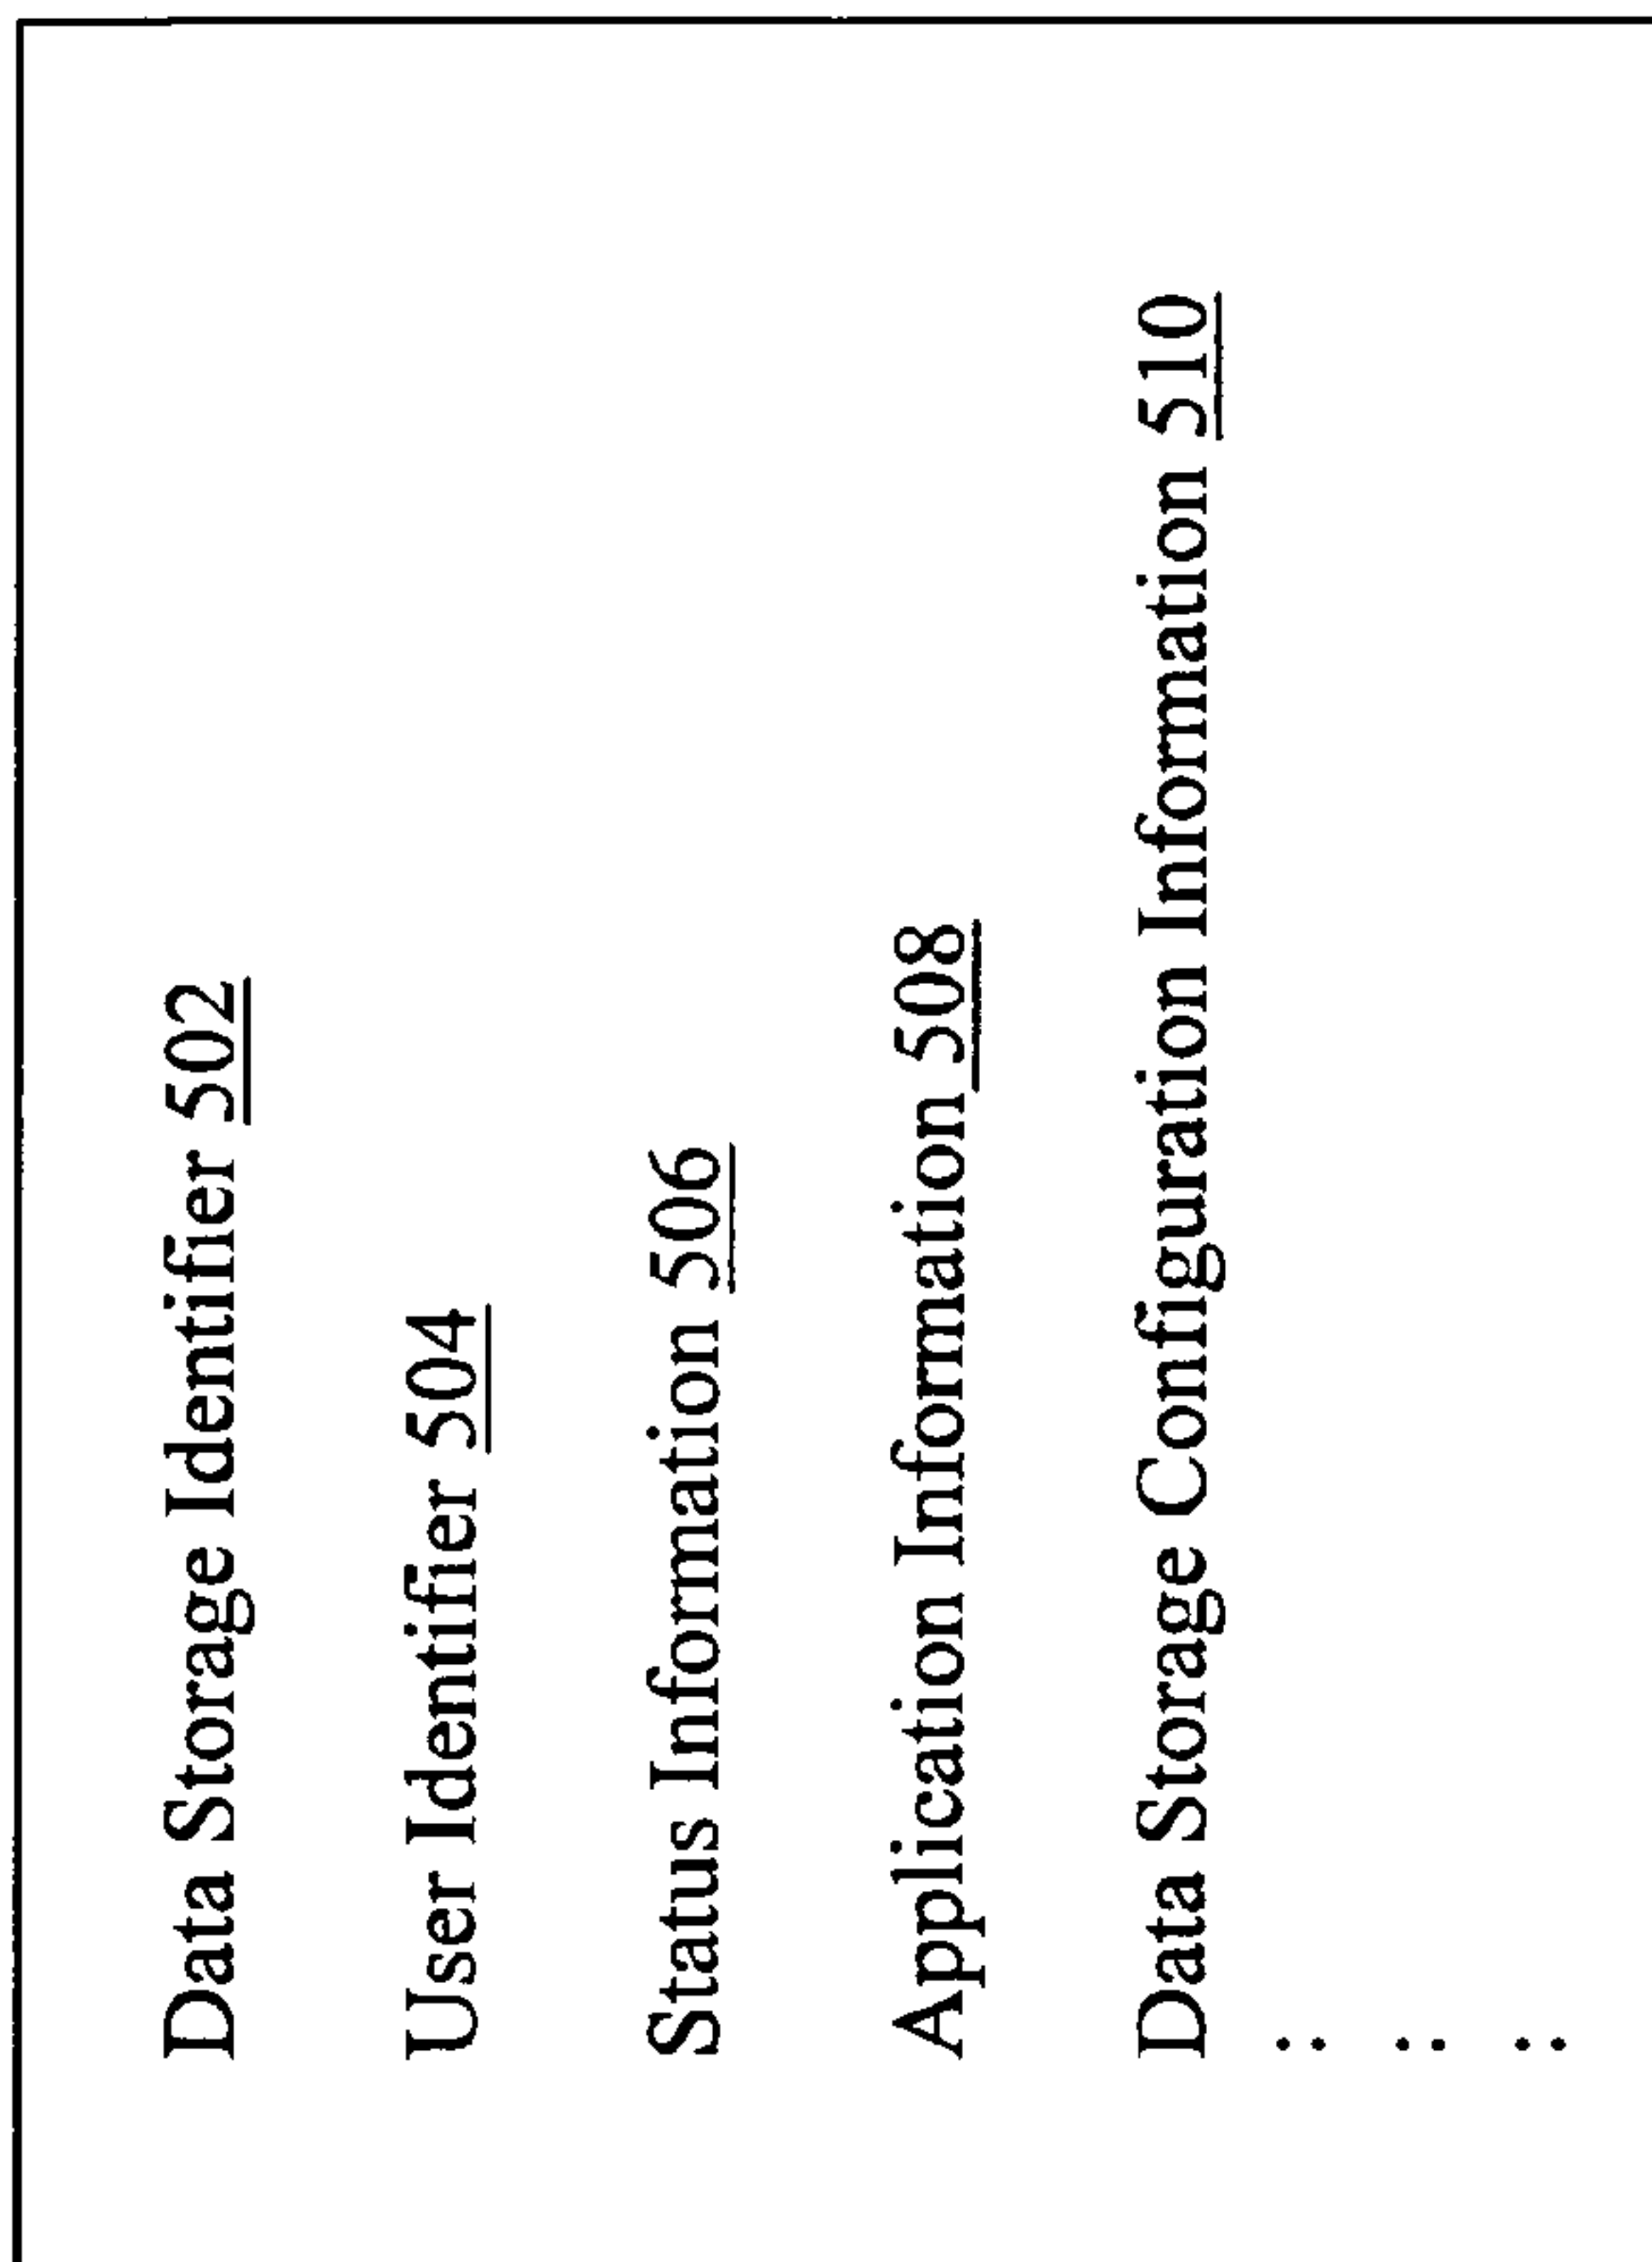 Data Storage Identifier 502
User Identifier 504
Status Information 506
Application Information 508
Data Storage Configuration Information 510
: : :